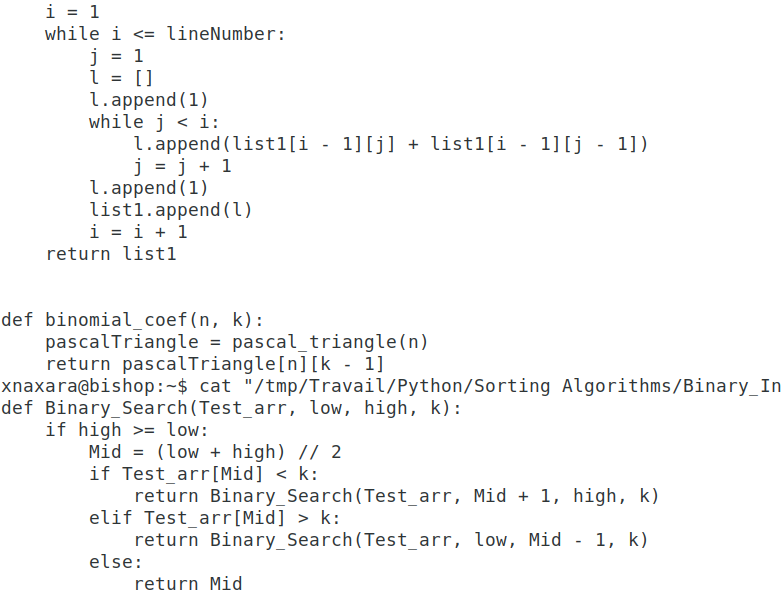 i = 1
    while i <= lineNumber:
        j = 1
        l = []
        l.append(1)
        while j < i:
            l.append(list1[i - 1][j] + list1[i - 1][j - 1])
            j = j + 1
        l.append(1)
        list1.append(l)
        i = i + 1
    return list1


def binomial_coef(n, k):
    pascalTriangle = pascal_triangle(n)
    return pascalTriangle[n][k - 1]
xnaxara@bishop:~$ cat "/tmp/Travail/Python/Sorting Algorithms/Binary_In
def Binary_Search(Test_arr, low, high, k):
    if high >= low:
        Mid = (low + high) // 2
        if Test_arr[Mid] < k:
            return Binary_Search(Test_arr, Mid + 1, high, k)
        elif Test_arr[Mid] > k:
            return Binary_Search(Test_arr, low, Mid - 1, k)
        else:
            return Mid